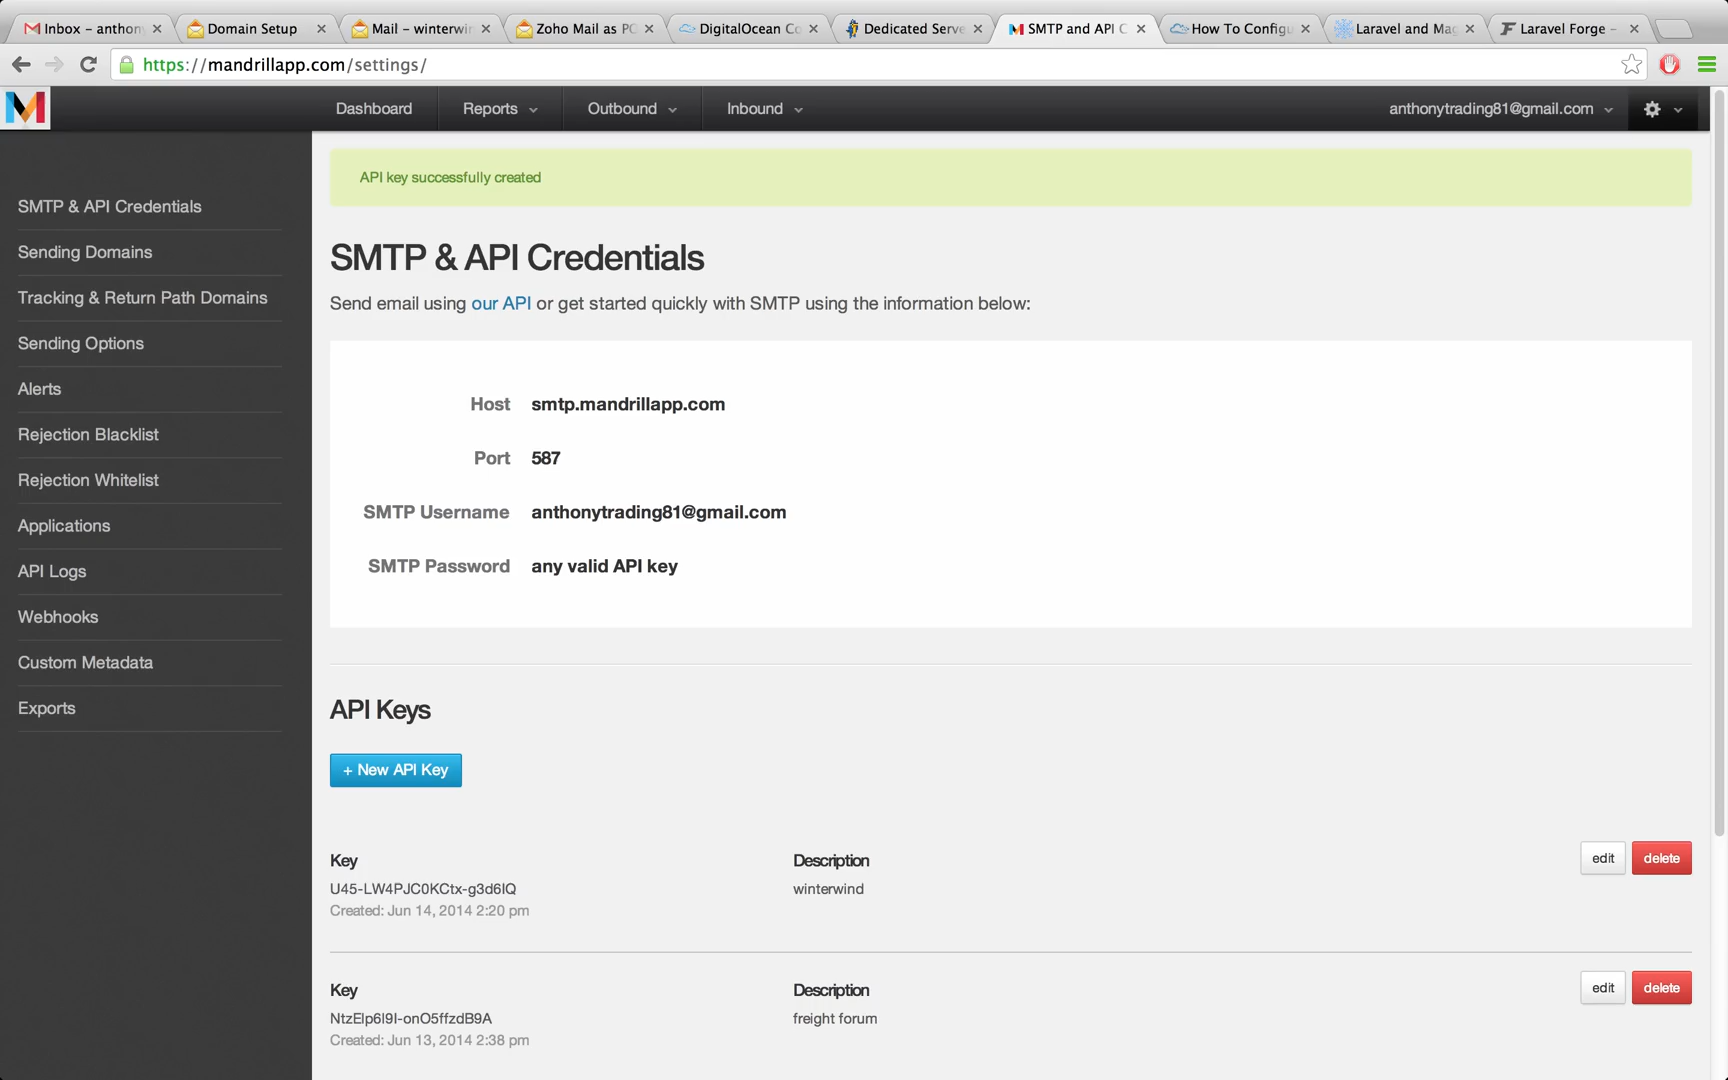 Inbox – anthon
Domain Setup
Mail – winterwin
Zoho Mail as PO
DigitalOcean Co
Dedicated Serve
SMTP and API C
How To Configu
Laravel and Mag
Laravel Forge –
https://mandrillapp.com/settings/
Dashboard
Reports
Outbound
Inbound
anthonytrading81@gmail.com
SMTP & API Credentials
Sending Domains
Tracking & Return Path Domains
Sending Options
Alerts
Rejection Blacklist
Rejection Whitelist
Applications
API Logs
Webhooks
Custom Metadata
Exports
API key successfully created
SMTP & API Credentials
Send email using our API or get started quickly with SMTP using the information below:
Host smtp.mandrillapp.com
Port 587
SMTP Username anthonytrading81@gmail.com
SMTP Password any valid API key
API Keys
+ New API Key
Key Description edit delete
U45-LW4PJC0KCtx-g3d6IQ winterwind
Created: Jun 14, 2014 2:20 pm
Key Description edit delete
NtzElp6I9I-onO5ffzdB9A freight forum
Created: Jun 13, 2014 2:38 pm